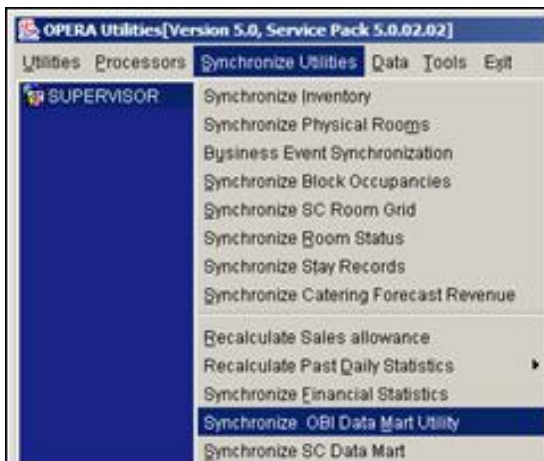 OPERA Utilities[Version 5.0, Service Pack 5.0.02.02]
Utilities Processors Synchronize Utilities Data Tools Exit
SUPERVISOR
Synchronize Inventory
Synchronize Physical Rooms
Business Event Synchronization
Synchronize Block Occupancies
Synchronize SC Room Grid
Synchronize Room Status
Synchronize Stay Records
Synchronize Catering Forecast Revenue
Recalculate Sales allowance
Recalculate Past Daily Statistics
Synchronize Financial Statistics
Synchronize OBI Data Mart Utility
Synchronize SC Data Mart